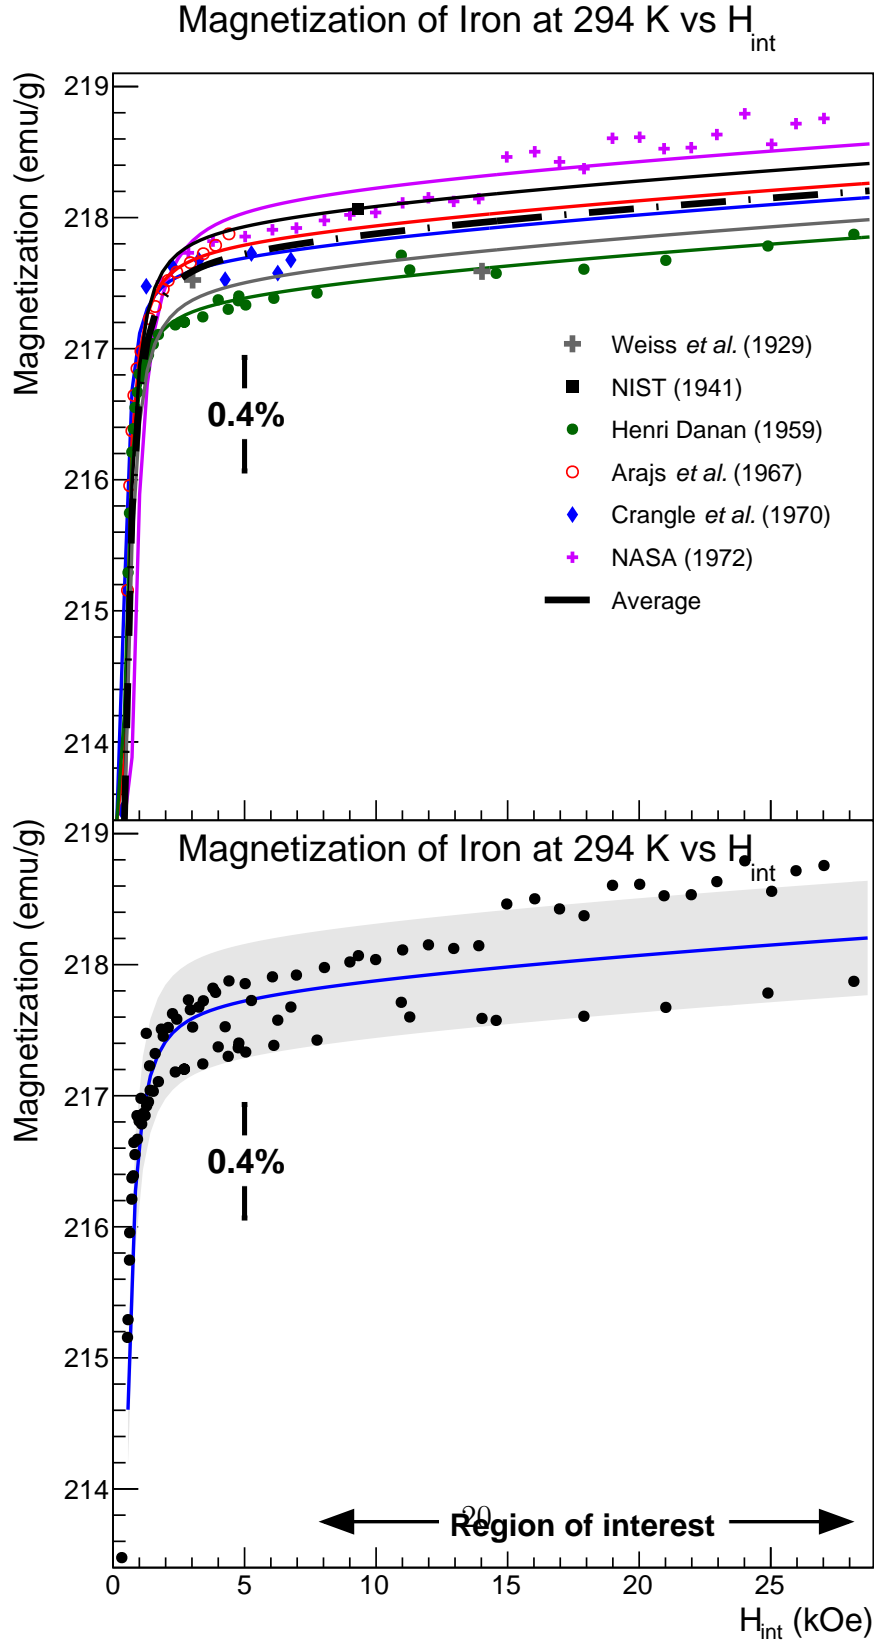 Magnetization of Iron at 294 K vs H_int
Magnetization (emu/g)
219
218
217
216
215
214
0.4%
Weiss et al. (1929)
NIST (1941)
Henri Danan (1959)
Arajs et al. (1967)
Crangle et al. (1970)
NASA (1972)
Average
Magnetization of Iron at 294 K vs H_int
Magnetization (emu/g)
219
218
217
216
215
214
0.4%
20
Region of interest
0 5 10 15 20 25
H_int (kOe)